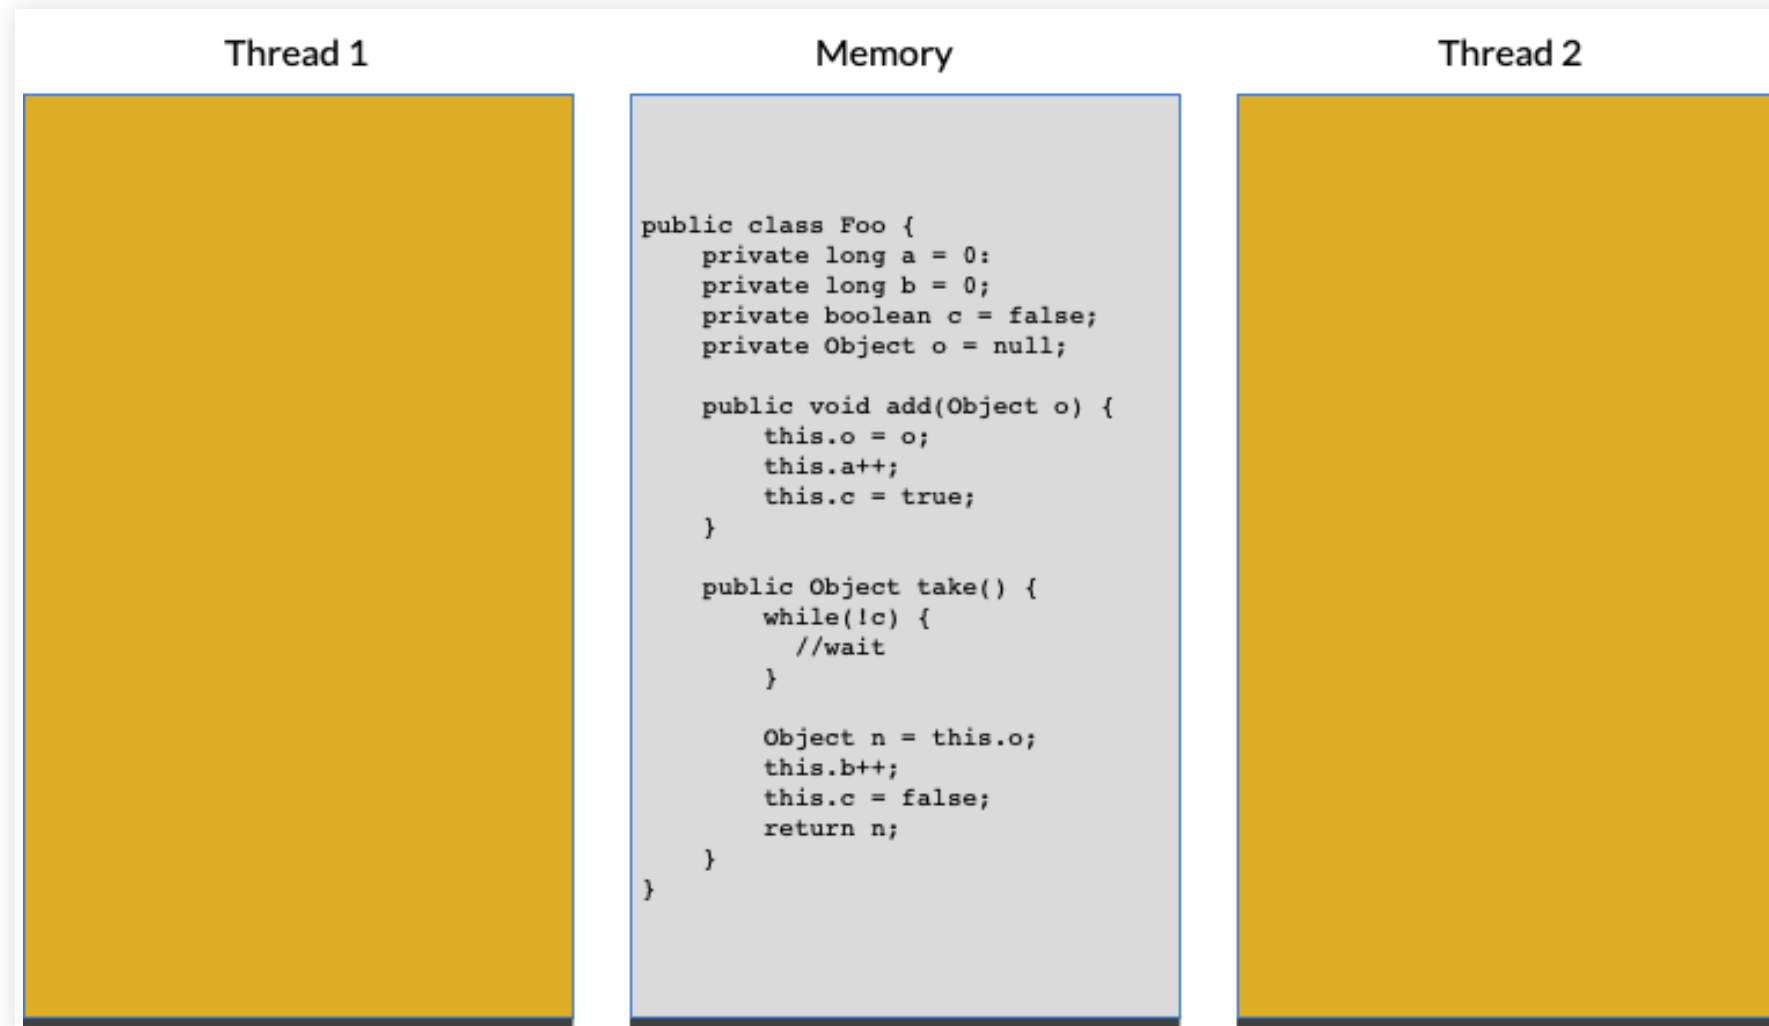 Thread 1
Memory
Thread 2
public class Foo {
    private long a = 0:
    private long b = 0;
    private boolean c = false;
    private Object o = null;

    public void add(Object o) {
        this.o = o;
        this.a++;
        this.c = true;
    }

    public Object take() {
        while(!c) {
          //wait
        }

        Object n = this.o;
        this.b++;
        this.c = false;
        return n;
    }
}